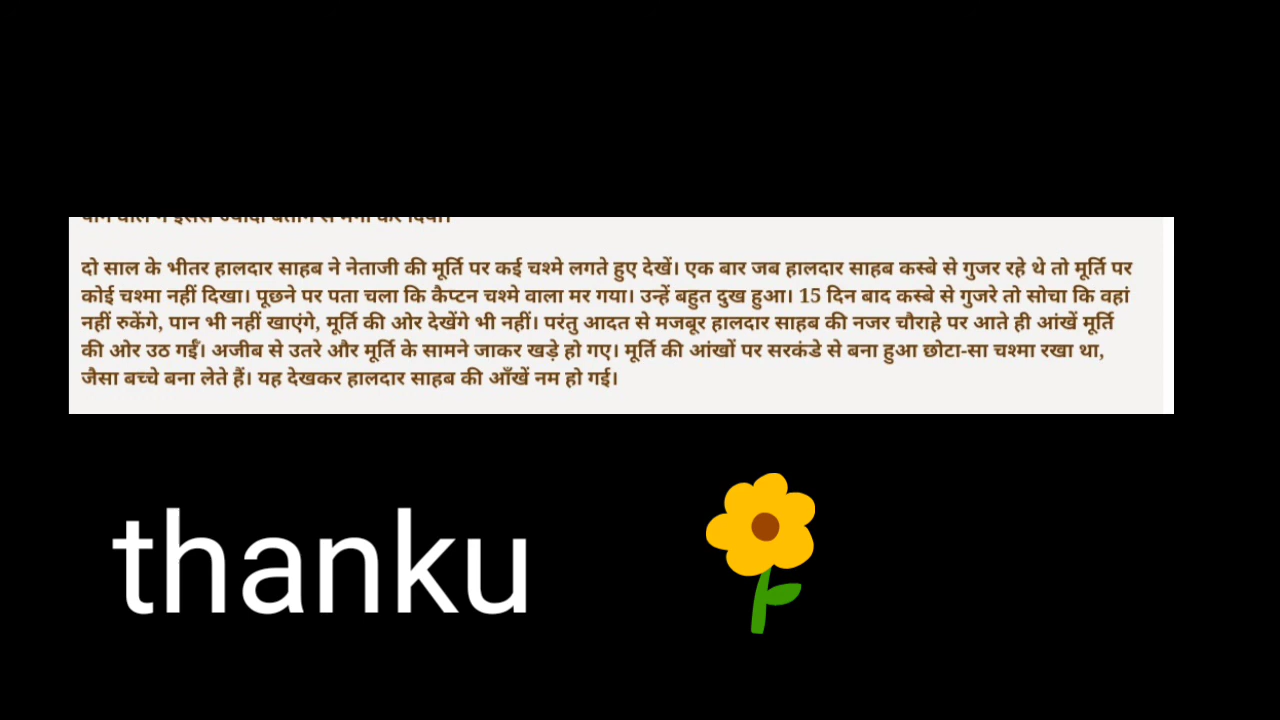 दो साल के भीतर हालदार साहब ने नेताजी की मूर्ति पर कई चश्मे लगते हुए देखें। एक बार जब हालदार साहब कस्बे से गुजर रहे थे तो मूर्ति पर
कोई चश्मा नहीं दिखा। पूछने पर पता चला कि कैप्टन चश्मे वाला मर गया। उन्हें बहुत दुख हुआ। 15 दिन बाद कस्बे से गुजरे तो सोचा कि वहां
नहीं रुकेंगे, पान भी नहीं खाएंगे, मूर्ति की ओर देखेंगे भी नहीं। परंतु आदत से मजबूर हालदार साहब की नजर चौराहे पर आते ही आंखें मूर्ति
की ओर उठ गईं। अजीब से उतरे और मूर्ति के सामने जाकर खड़े हो गए। मूर्ति की आंखों पर सरकंडे से बना हुआ छोटा-सा चश्मा रखा था,
जैसा बच्चे बना लेते हैं। यह देखकर हालदार साहब की आँखें नम हो गई।
thanku